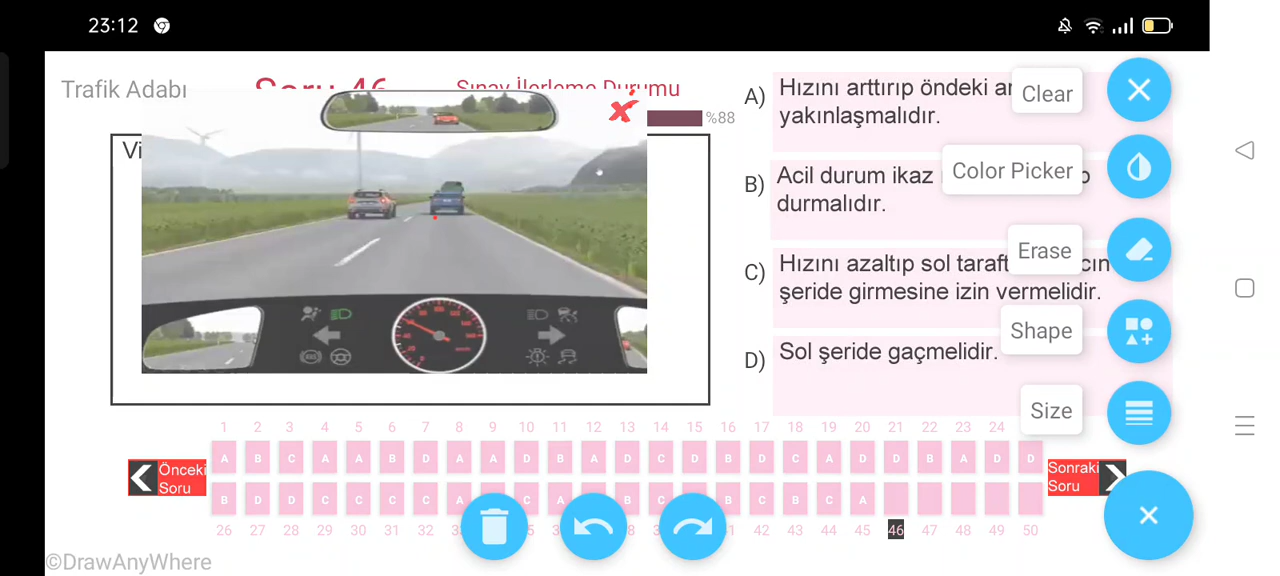 23:12
Trafik Adabı
Soru 46
Sınav İlerleme Durumu
%88
Vi
A)
Hızını arttırıp öndeki
yakınlaşmalıdır.
B)
Acil durum ikaz
durmalıdır.
C)
Hızını azaltıp sol
şeride girmesine izin vermelidir.
D)
Sol şeride gaçmelidir.
Clear
Color Picker
Erase
Shape
Size
1 2 3 4 5 6 7 8 9 10 11 12 13 14 15 16 17 18 19 20 21 22 23 24
A B C A A B D A A D B A D C D B D C A D D B A D D
B D D C C C C A C A B B C B C A
26 27 28 29 30 31 32 42 43 44 45 46 47 48 49 50
Önceki
Soru
Sonraki
Soru
©DrawAnyWhere